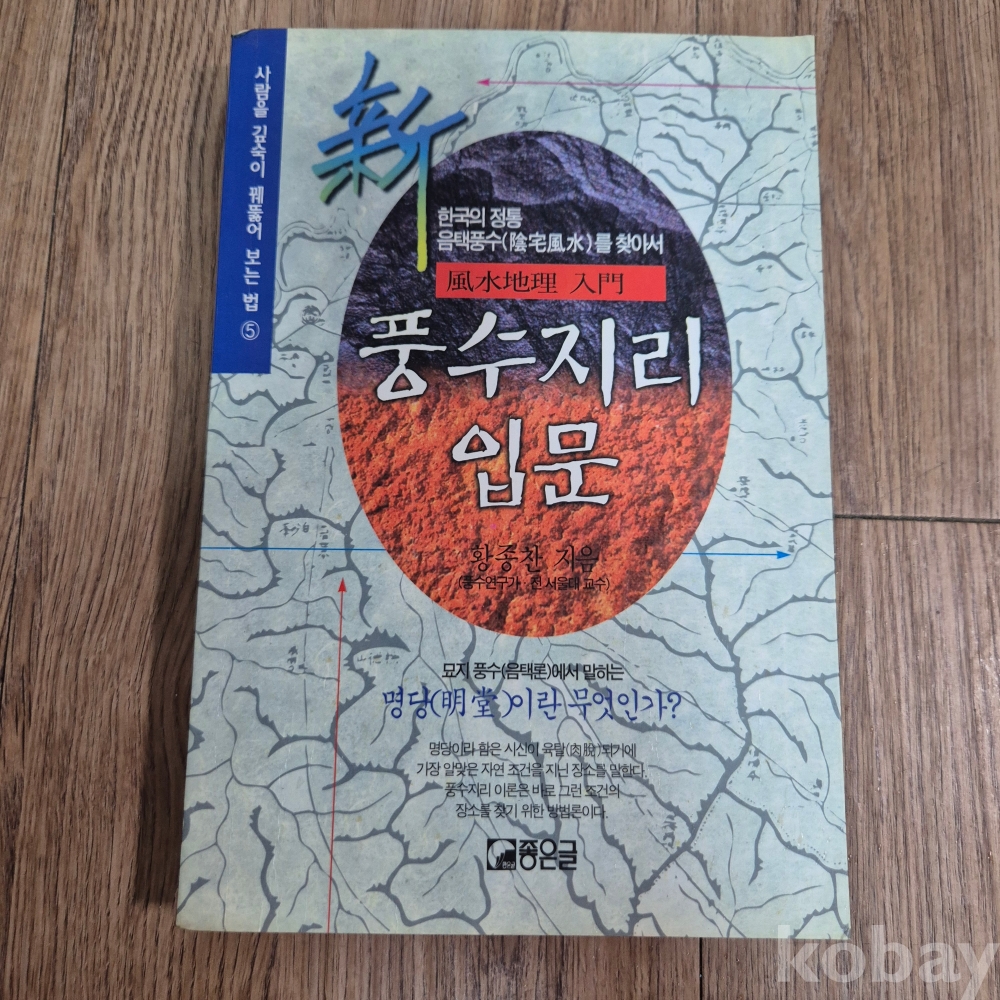 사람을 깊숙이 꿰뚫어 보는 법 ⑤
新
한국의 정통
음택풍수(陰宅風水)를 찾아서
風水地理 入門
풍수지리
입문
황종찬 지음
(풍수연구가 · 전 서울대 교수)
묘지 풍수(음택론)에서 말하는
명당(明堂)이란 무엇인가?
명당이라 함은 시신이 육탈(肉脫)되기에
가장 알맞은 자연 조건을 지닌 장소를 말한다.
풍수지리 이론은 바로 그런 조건의
장소를 찾기 위한 방법론이다.
좋은글
kobay